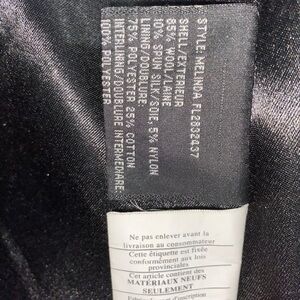 STYLE: MELINDA FL2632437
SHELL/EXTERIEUR
85% WOOL/LAINE
10% SPUN SILK/SOIE, 5% NYLON
LINING/DOUBLURE:
75% POLYESTER 25% COTTON
INTERLINING/DOUBLURE INTERMEDIARE:
100% POLYESTER
Ne pas enlever avant la
livraison au consommateur
Cette étiquette est fixée
conformément aux lois
provinciales
Cet article contient des
MATÉRIAUX NEUFS
SEULEMENT